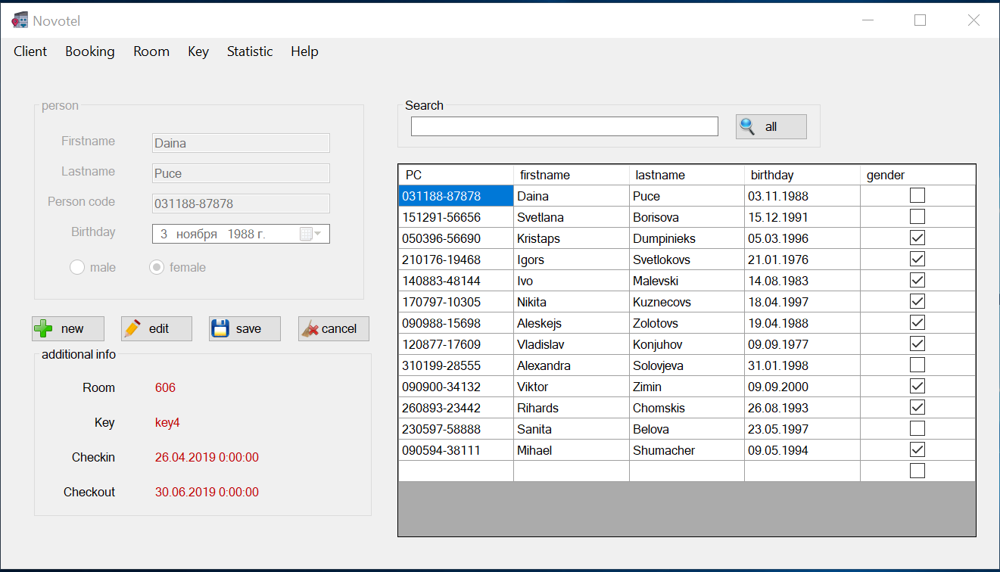 Novotel
Client Booking Room Key Statistic Help
person
Firstname Daina
Lastname Puce
Person code 031188-87878
Birthday 3 ноября 1988 г.
male female
new edit save cancel
additional info
Room 606
Key key4
Checkin 26.04.2019 0:00:00
Checkout 30.06.2019 0:00:00
Search
all
PC firstname lastname birthday gender
031188-87878 Daina Puce 03.11.1988
151291-56656 Svetlana Borisova 15.12.1991
050396-56690 Kristaps Dumpinieks 05.03.1996
210176-19468 Igors Svetlokovs 21.01.1976
140883-48144 Ivo Malevski 14.08.1983
170797-10305 Nikita Kuznecovs 18.04.1997
090988-15698 Aleskejs Zolotovs 19.04.1988
120877-17609 Vladislav Konjuhov 09.09.1977
310199-28555 Alexandra Solovjeva 31.01.1998
090900-34132 Viktor Zimin 09.09.2000
260893-23442 Rihards Chomskis 26.08.1993
230597-58888 Sanita Belova 23.05.1997
090594-38111 Mihael Shumacher 09.05.1994